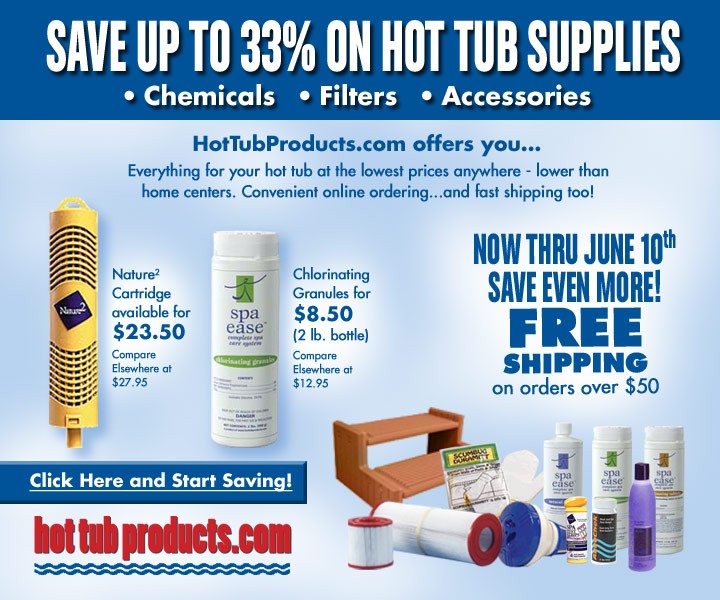 SAVE UP TO 33% ON HOT TUB SUPPLIES
• Chemicals • Filters • Accessories
HotTubProducts.com offers you...
Everything for your hot tub at the lowest prices anywhere - lower than
home centers. Convenient online ordering...and fast shipping too!
Nature²
Nature²
Cartridge
available for
$23.50
Compare
Elsewhere at
$27.95
spa
ease™
complete spa
care system
chlorinating granules
DANGER
Chlorinating
Granules for
$8.50
(2 lb. bottle)
Compare
Elsewhere at
$12.95
NOW THRU JUNE 10th
SAVE EVEN MORE!
FREE
SHIPPING
on orders over $50
Click Here and Start Saving!
hot tub products.com
SCUMBUG
DURAMITT
spa
ease
spa
ease
spa
ease